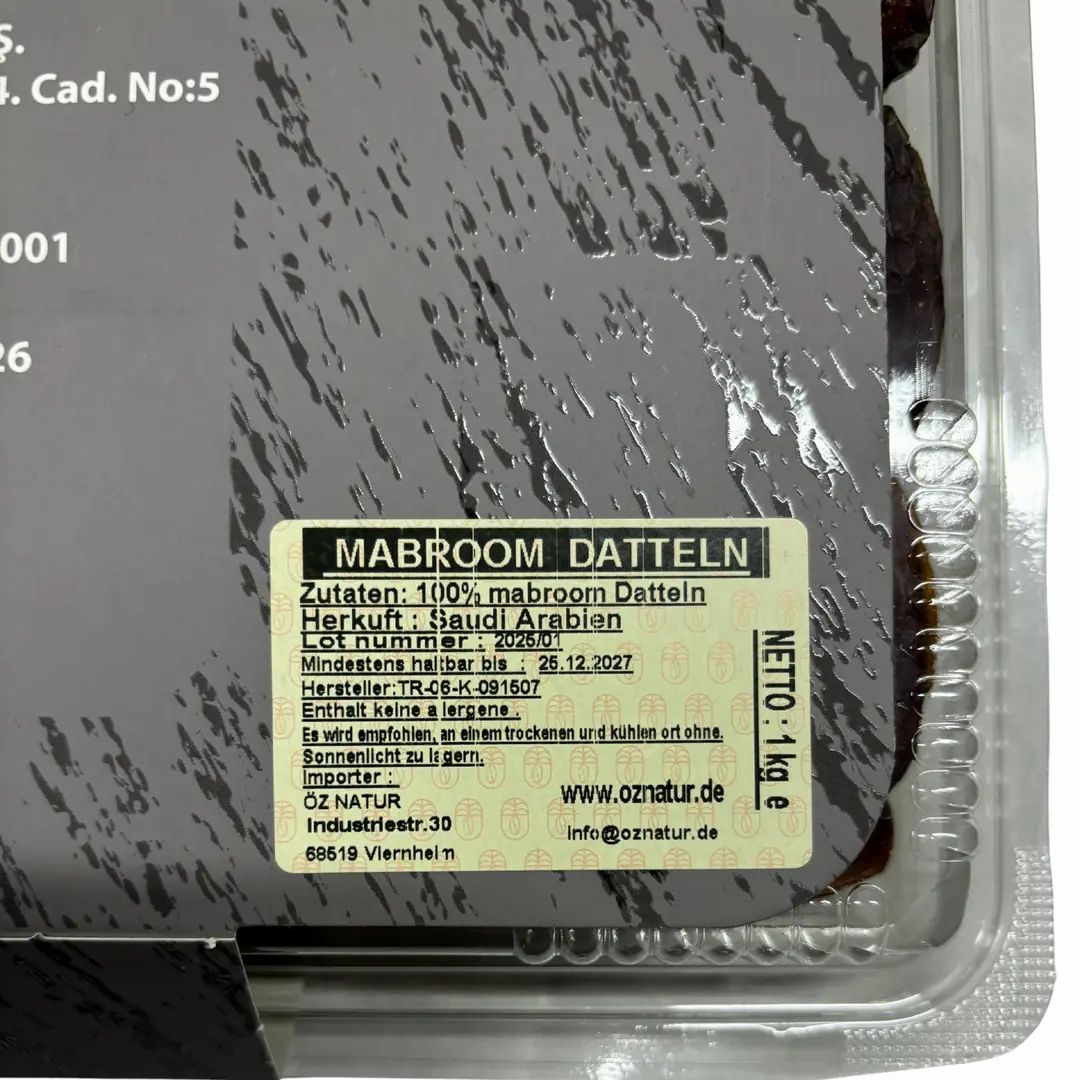 Ş.
4. Cad. No:5
001
26
MABROOM DATTELN
Zutaten: 100% mabroom Datteln
Herkuft : Saudi Arabien
Lot nummer : 2025/01
Mindestens haltbar bis : 25.12.2027
Hersteller:TR-06-K-091507
Enthalt keine allergene .
Es wird empfohlen, an einem trockenen und kühlen ort ohne.
Sonnenlicht zu lagern.
Importer :
ÖZ NATUR
Industriestr.30
68519 Viernheim
www.oznatur.de
info@oznatur.de
NETTO : 1 kg e